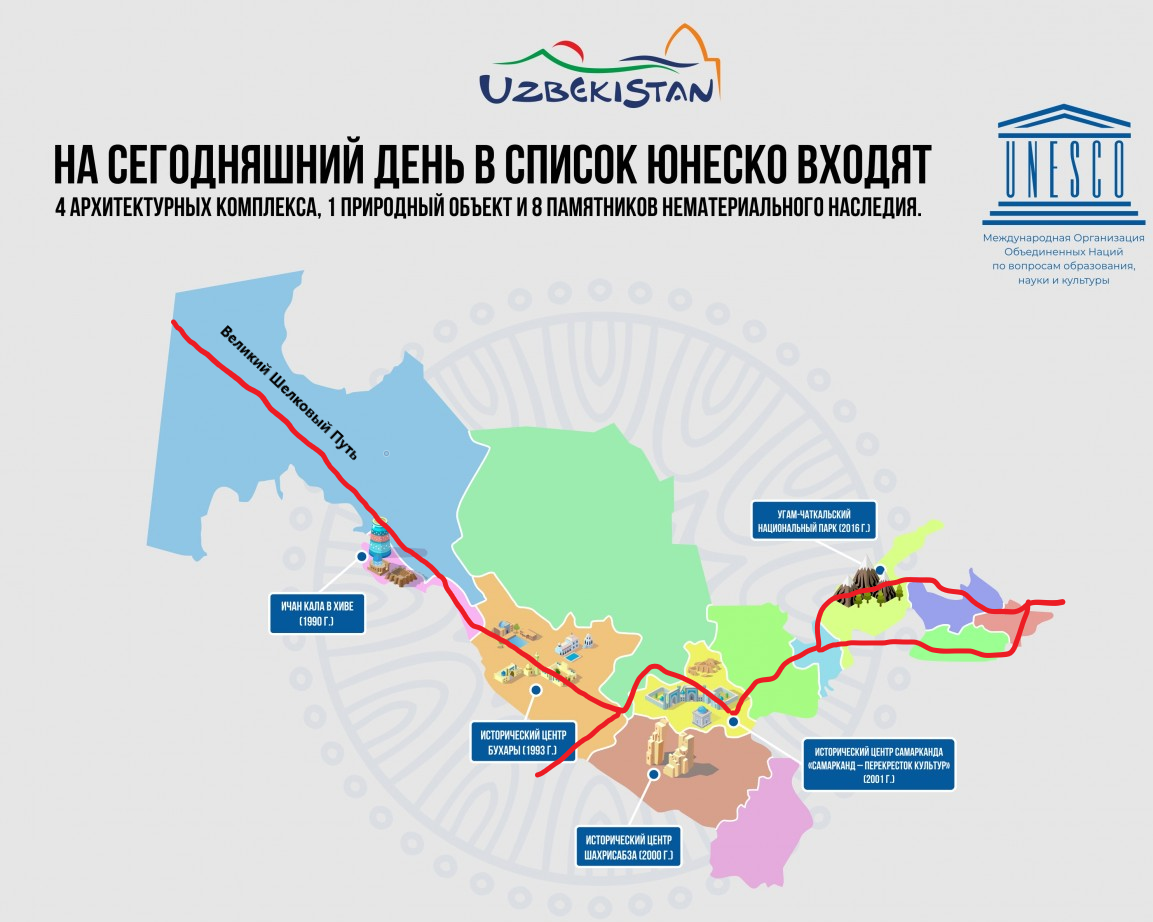 UZBEKISTAN
НА СЕГОДНЯШНИЙ ДЕНЬ В СПИСОК ЮНЕСКО ВХОДЯТ
4 АРХИТЕКТУРНЫХ КОМПЛЕКСА, 1 ПРИРОДНЫЙ ОБЪЕКТ И 8 ПАМЯТНИКОВ НЕМАТЕРИАЛЬНОГО НАСЛЕДИЯ.
UNESCO
Международная Организация
Объединенных Наций
по вопросам образования,
науки и культуры
Великий Шелковый Путь
УГАМ-ЧАТКАЛЬСКИЙ
НАЦИОНАЛЬНЫЙ ПАРК (2016 Г.)
ИЧАН КАЛА В ХИВЕ
(1990 Г.)
ИСТОРИЧЕСКИЙ ЦЕНТР
БУХАРЫ (1993 Г.)
ИСТОРИЧЕСКИЙ ЦЕНТР САМАРКАНДА
«САМАРКАНД – ПЕРЕКРЕСТОК КУЛЬТУР»
(2001 Г.)
ИСТОРИЧЕСКИЙ ЦЕНТР
ШАХРИСАБЗА (2000 Г.)